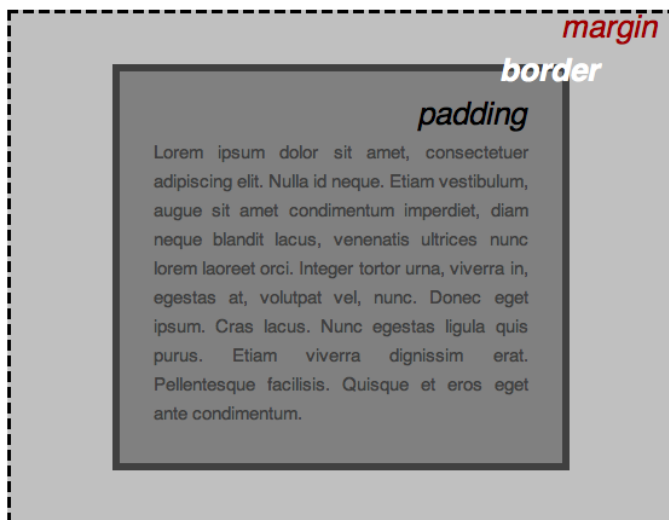 margin
border
padding
Lorem ipsum dolor sit amet, consectetuer
adipiscing elit. Nulla id neque. Etiam vestibulum,
augue sit amet condimentum imperdiet, diam
neque blandit lacus, venenatis ultrices nunc
lorem laoreet orci. Integer tortor urna, viverra in,
egestas at, volutpat vel, nunc. Donec eget
ipsum. Cras lacus. Nunc egestas ligula quis
purus. Etiam viverra dignissim erat.
Pellentesque facilisis. Quisque et eros eget
ante condimentum.